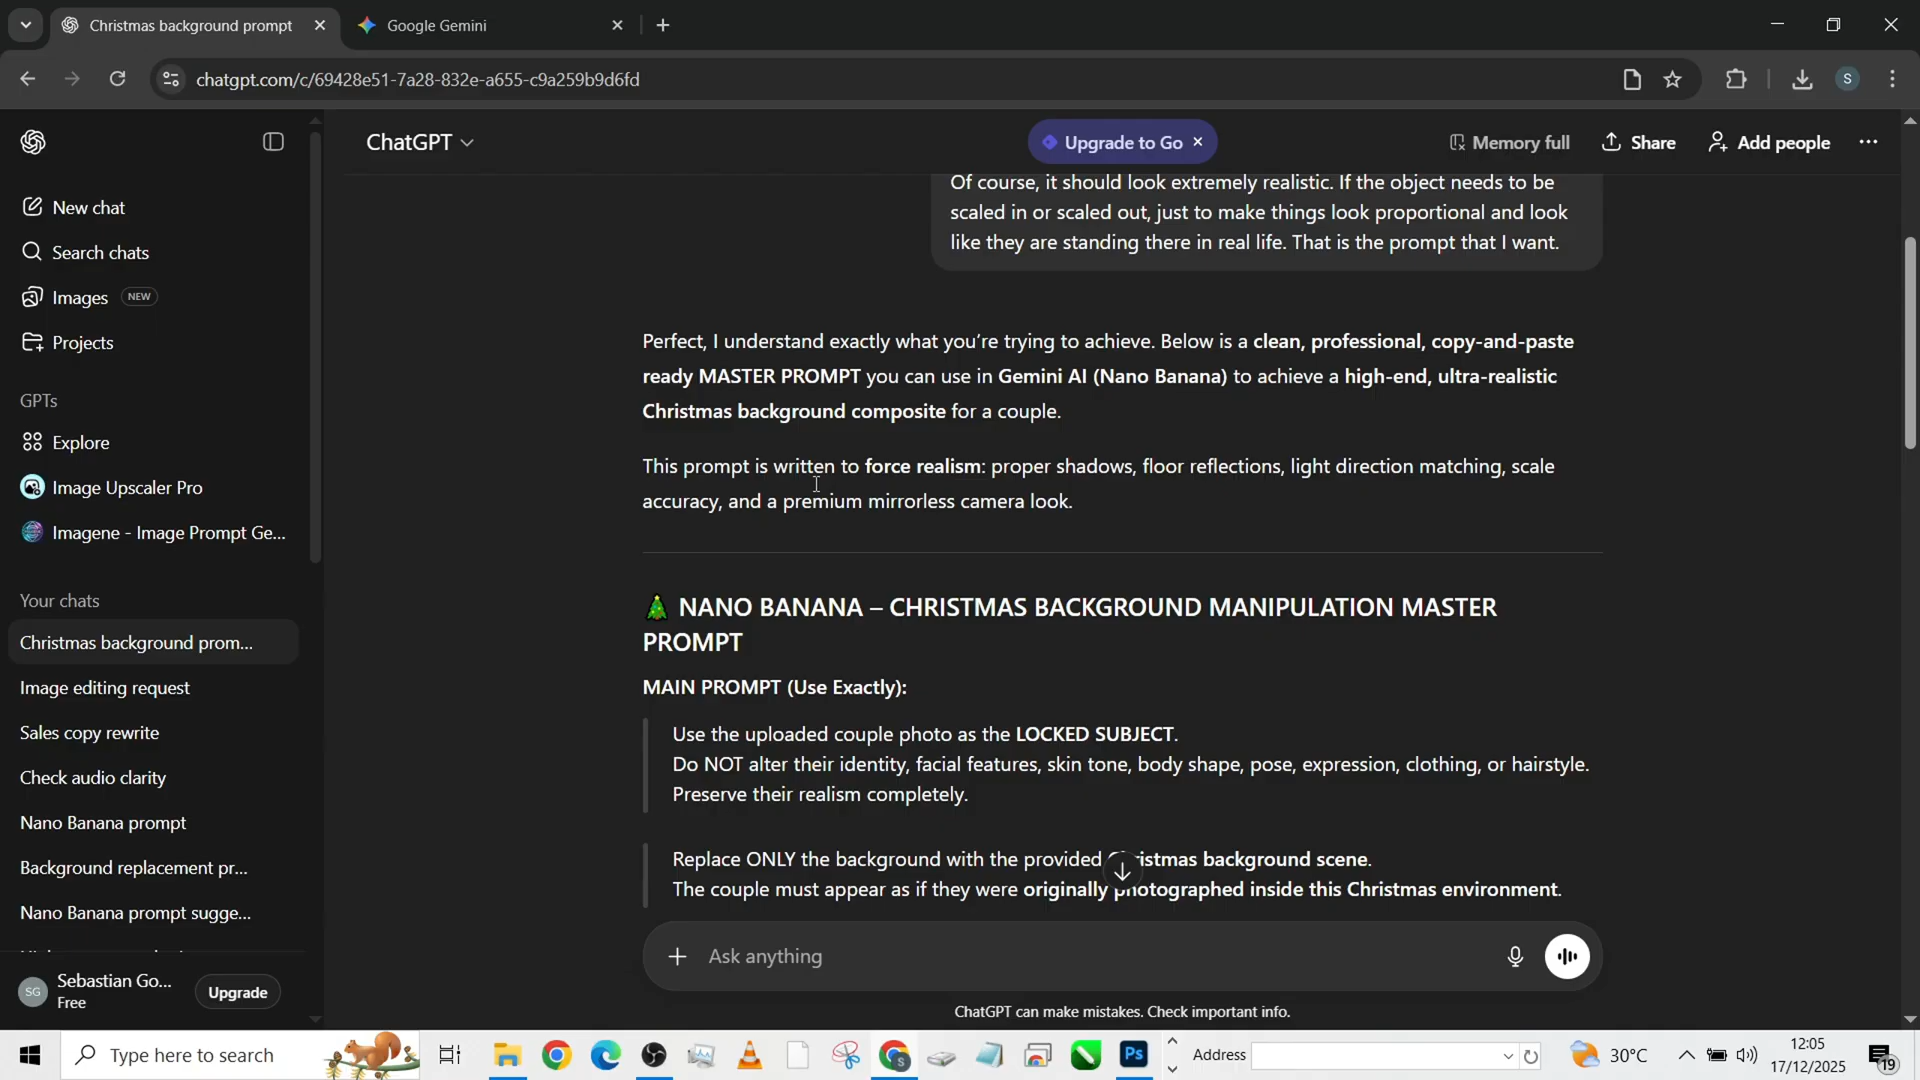 Christmas background prompt
Google Gemini
chatgpt.com/c/69428e51-7a28-832e-a655-c9a259b9d6fd
S
ChatGPT
Upgrade to Go
Memory full
Share
Add people
New chat
Search chats
Images NEW
Projects
GPTs
Explore
Image Upscaler Pro
Imagene - Image Prompt Ge...
Your chats
Christmas background prom...
Image editing request
Sales copy rewrite
Check audio clarity
Nano Banana prompt
Background replacement pr...
Nano Banana prompt sugge...
SG
Sebastian Go...
Free
Upgrade
Of course, it should look extremely realistic. If the object needs to be
scaled in or scaled out, just to make things look proportional and look
like they are standing there in real life. That is the prompt that I want.
Perfect, I understand exactly what you’re trying to achieve. Below is a clean, professional, copy-and-paste
ready MASTER PROMPT you can use in Gemini AI (Nano Banana) to achieve a high-end, ultra-realistic
Christmas background composite for a couple.
This prompt is written to force realism: proper shadows, floor reflections, light direction matching, scale
accuracy, and a premium mirrorless camera look.
NANO BANANA – CHRISTMAS BACKGROUND MANIPULATION MASTER
PROMPT
MAIN PROMPT (Use Exactly):
Use the uploaded couple photo as the LOCKED SUBJECT.
Do NOT alter their identity, facial features, skin tone, body shape, pose, expression, clothing, or hairstyle.
Preserve their realism completely.
Replace ONLY the background with the provided Christmas background scene.
The couple must appear as if they were originally photographed inside this Christmas environment.
Ask anything
ChatGPT can make mistakes. Check important info.
Type here to search
S
Ps
Address
30°C
12:05
17/12/2025
19